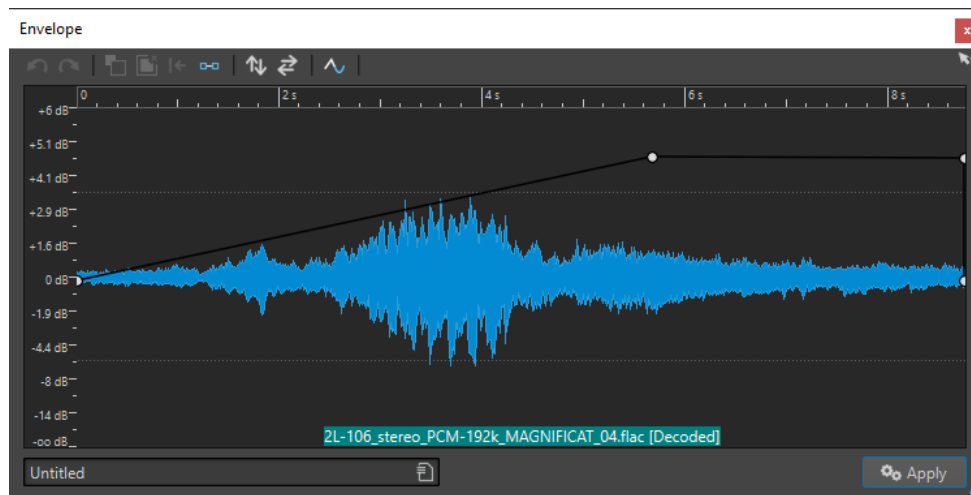 Envelope
x
0 2 s 4 s 6 s 8 s
+6 dB
+5.1 dB
+4.1 dB
+2.9 dB
+1.6 dB
0 dB
-1.9 dB
-4.4 dB
-8 dB
-14 dB
-oo dB
2L-106_stereo_PCM-192k_MAGNIFICAT_04.flac [Decoded]
Untitled
Apply